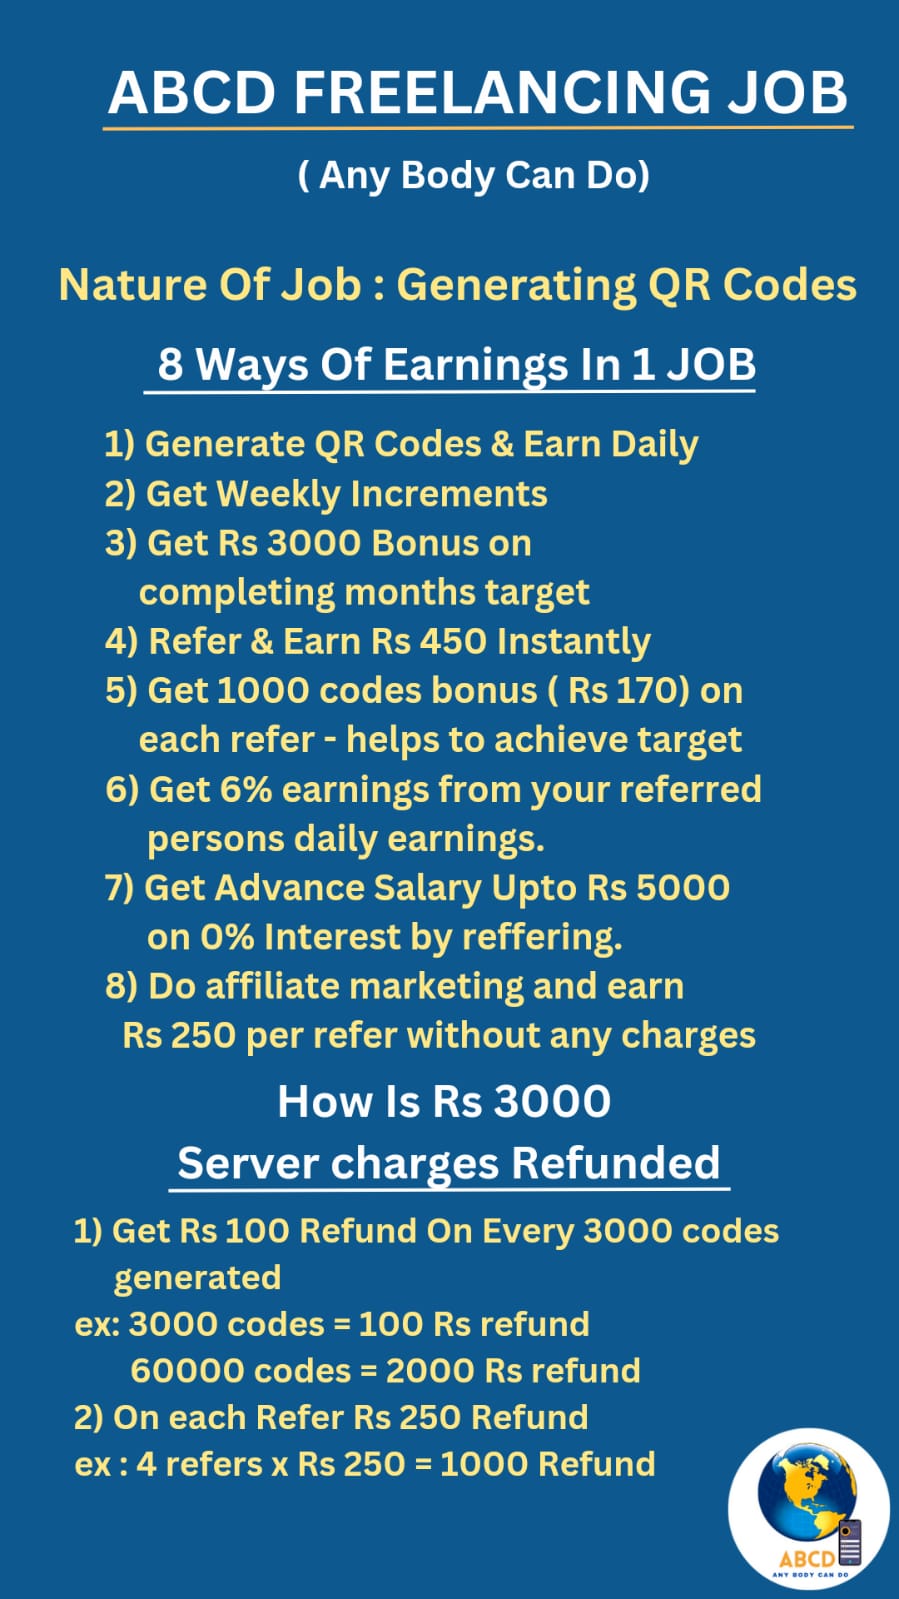 ABCD FREELANCING JOB
( Any Body Can Do)
Nature Of Job : Generating QR Codes
8 Ways Of Earnings In 1 JOB
1) Generate QR Codes & Earn Daily
2) Get Weekly Increments
3) Get Rs 3000 Bonus on
completing months target
4) Refer & Earn Rs 450 Instantly
5) Get 1000 codes bonus ( Rs 170) on
each refer - helps to achieve target
6) Get 6% earnings from your referred
persons daily earnings.
7) Get Advance Salary Upto Rs 5000
on 0% Interest by reffering.
8) Do affiliate marketing and earn
Rs 250 per refer without any charges
How Is Rs 3000
Server charges Refunded
1) Get Rs 100 Refund On Every 3000 codes
generated
ex: 3000 codes = 100 Rs refund
60000 codes = 2000 Rs refund
2) On each Refer Rs 250 Refund
ex : 4 refers x Rs 250 = 1000 Refund
ABCD
ANY BODY CAN DO